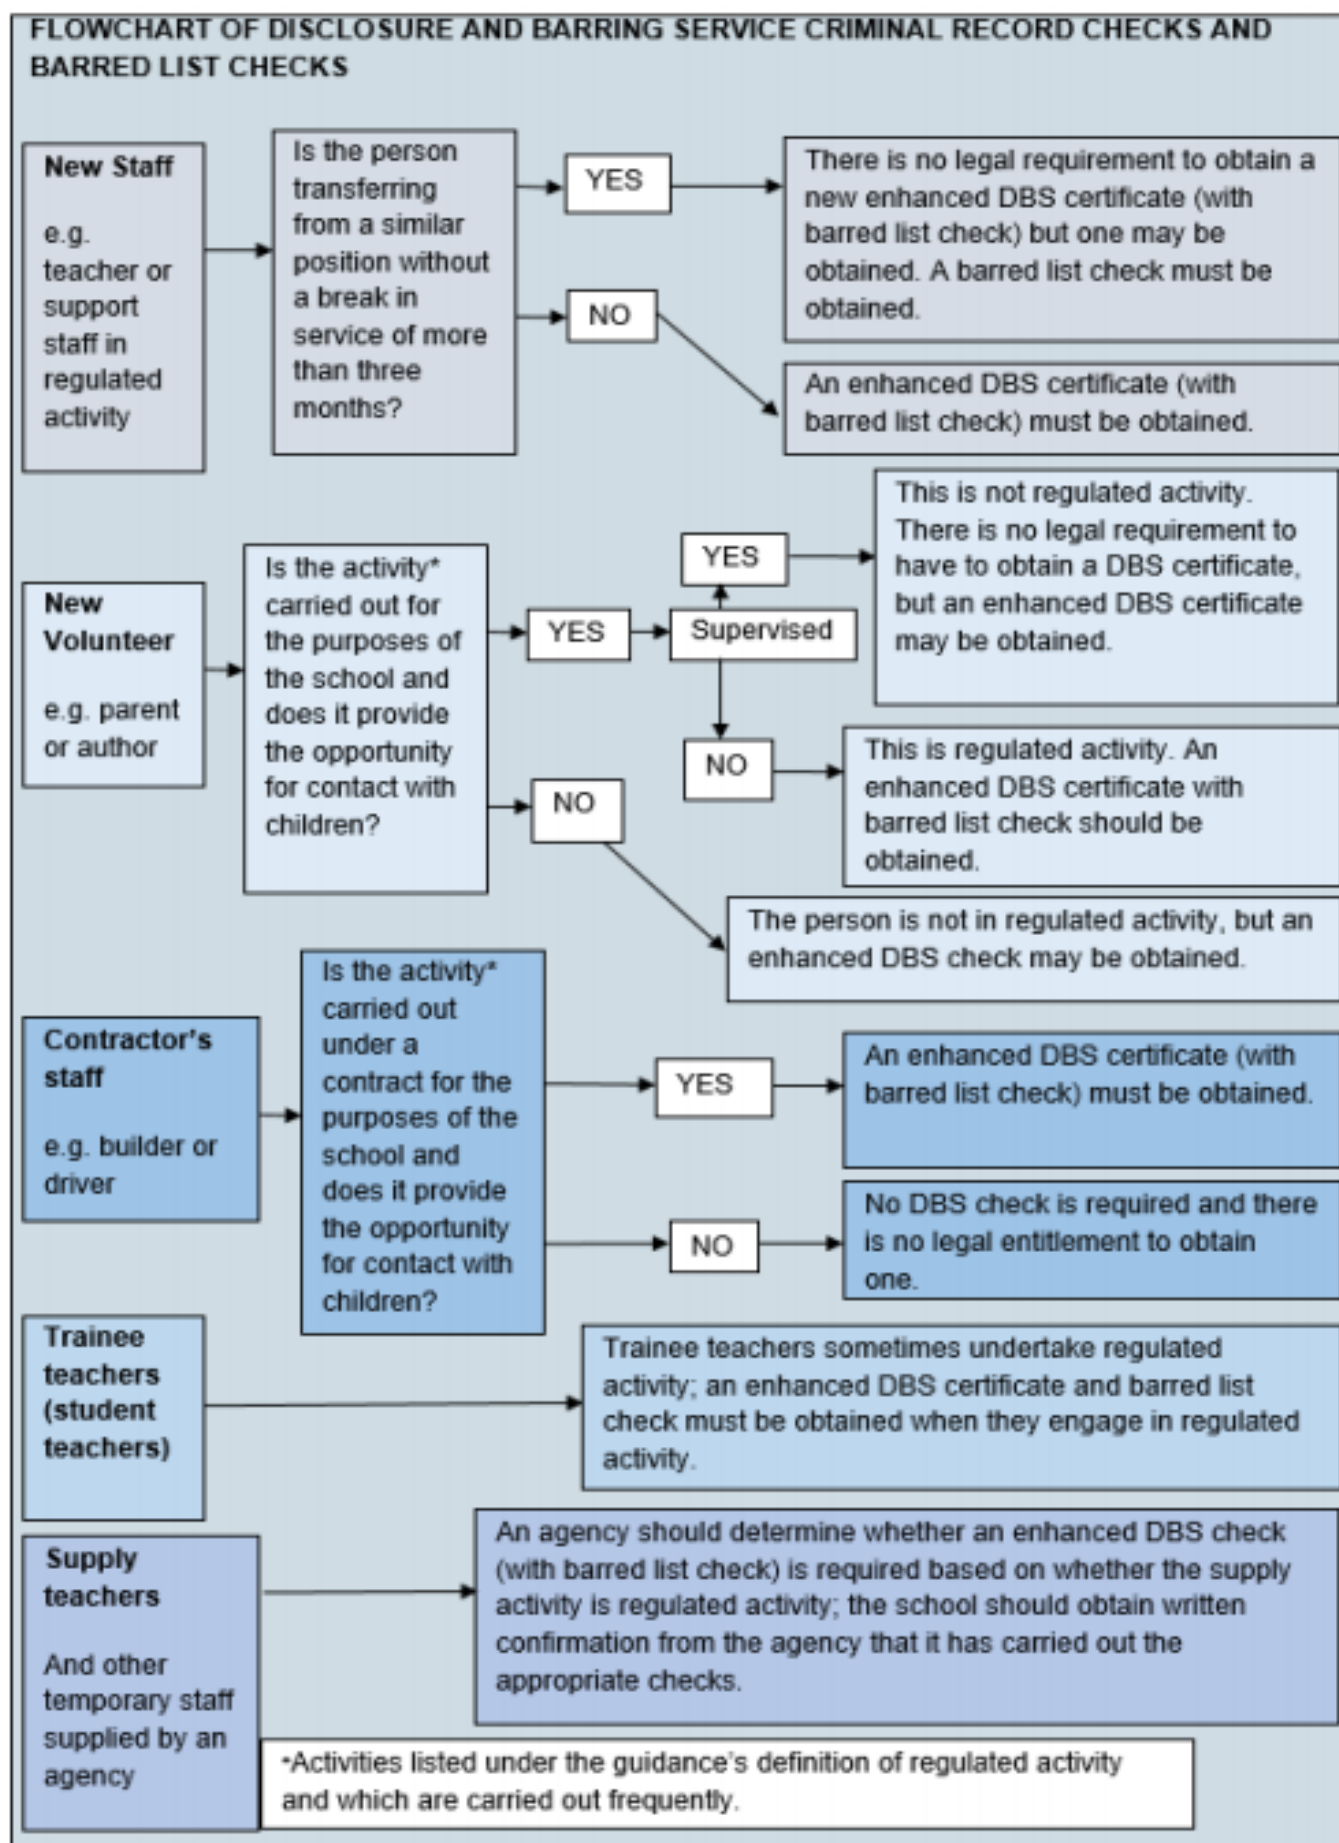 FLOWCHART OF DISCLOSURE AND BARRING SERVICE CRIMINAL RECORD CHECKS AND
BARRED LIST CHECKS
New Staff
e.g.
teacher or
support
staff in
regulated
activity
Is the person
transferring
from a similar
position without
a break in
service of more
than three
months?
YES
There is no legal requirement to obtain a
new enhanced DBS certificate (with
barred list check) but one may be
obtained. A barred list check must be
obtained.
NO
An enhanced DBS certificate (with
barred list check) must be obtained.
New
Volunteer
e.g. parent
or author
Is the activity*
carried out for
the purposes of
the school and
does it provide
the opportunity
for contact with
children?
YES
Supervised
YES
This is not regulated activity.
There is no legal requirement to
have to obtain a DBS certificate,
but an enhanced DBS certificate
may be obtained.
NO
This is regulated activity. An
enhanced DBS certificate with
barred list check should be
obtained.
NO
The person is not in regulated activity, but an
enhanced DBS check may be obtained.
Contractor's
staff
e.g. builder or
driver
Is the activity*
carried out
under a
contract for the
purposes of the
school and
does it provide
the opportunity
for contact with
children?
YES
An enhanced DBS certificate (with
barred list check) must be obtained.
NO
No DBS check is required and there
is no legal entitlement to obtain
one.
Trainee
teachers
(student
teachers)
Trainee teachers sometimes undertake regulated
activity; an enhanced DBS certificate and barred list
check must be obtained when they engage in regulated
activity.
Supply
teachers
And other
temporary staff
supplied by an
agency
An agency should determine whether an enhanced DBS check
(with barred list check) is required based on whether the supply
activity is regulated activity; the school should obtain written
confirmation from the agency that it has carried out the
appropriate checks.
*Activities listed under the guidance's definition of regulated activity
and which are carried out frequently.